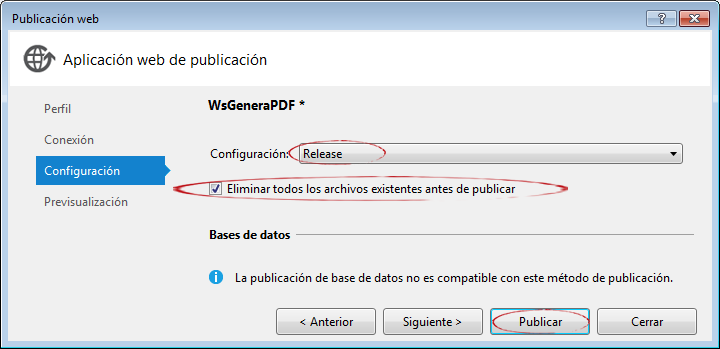 Publicación web
Aplicación web de publicación
Perfil
Conexión
Configuración
Previsualización
WsGeneraPDF *
Configuración: Release
Eliminar todos los archivos existentes antes de publicar
Bases de datos
La publicación de base de datos no es compatible con este método de publicación.
< Anterior
Siguiente >
Publicar
Cerrar